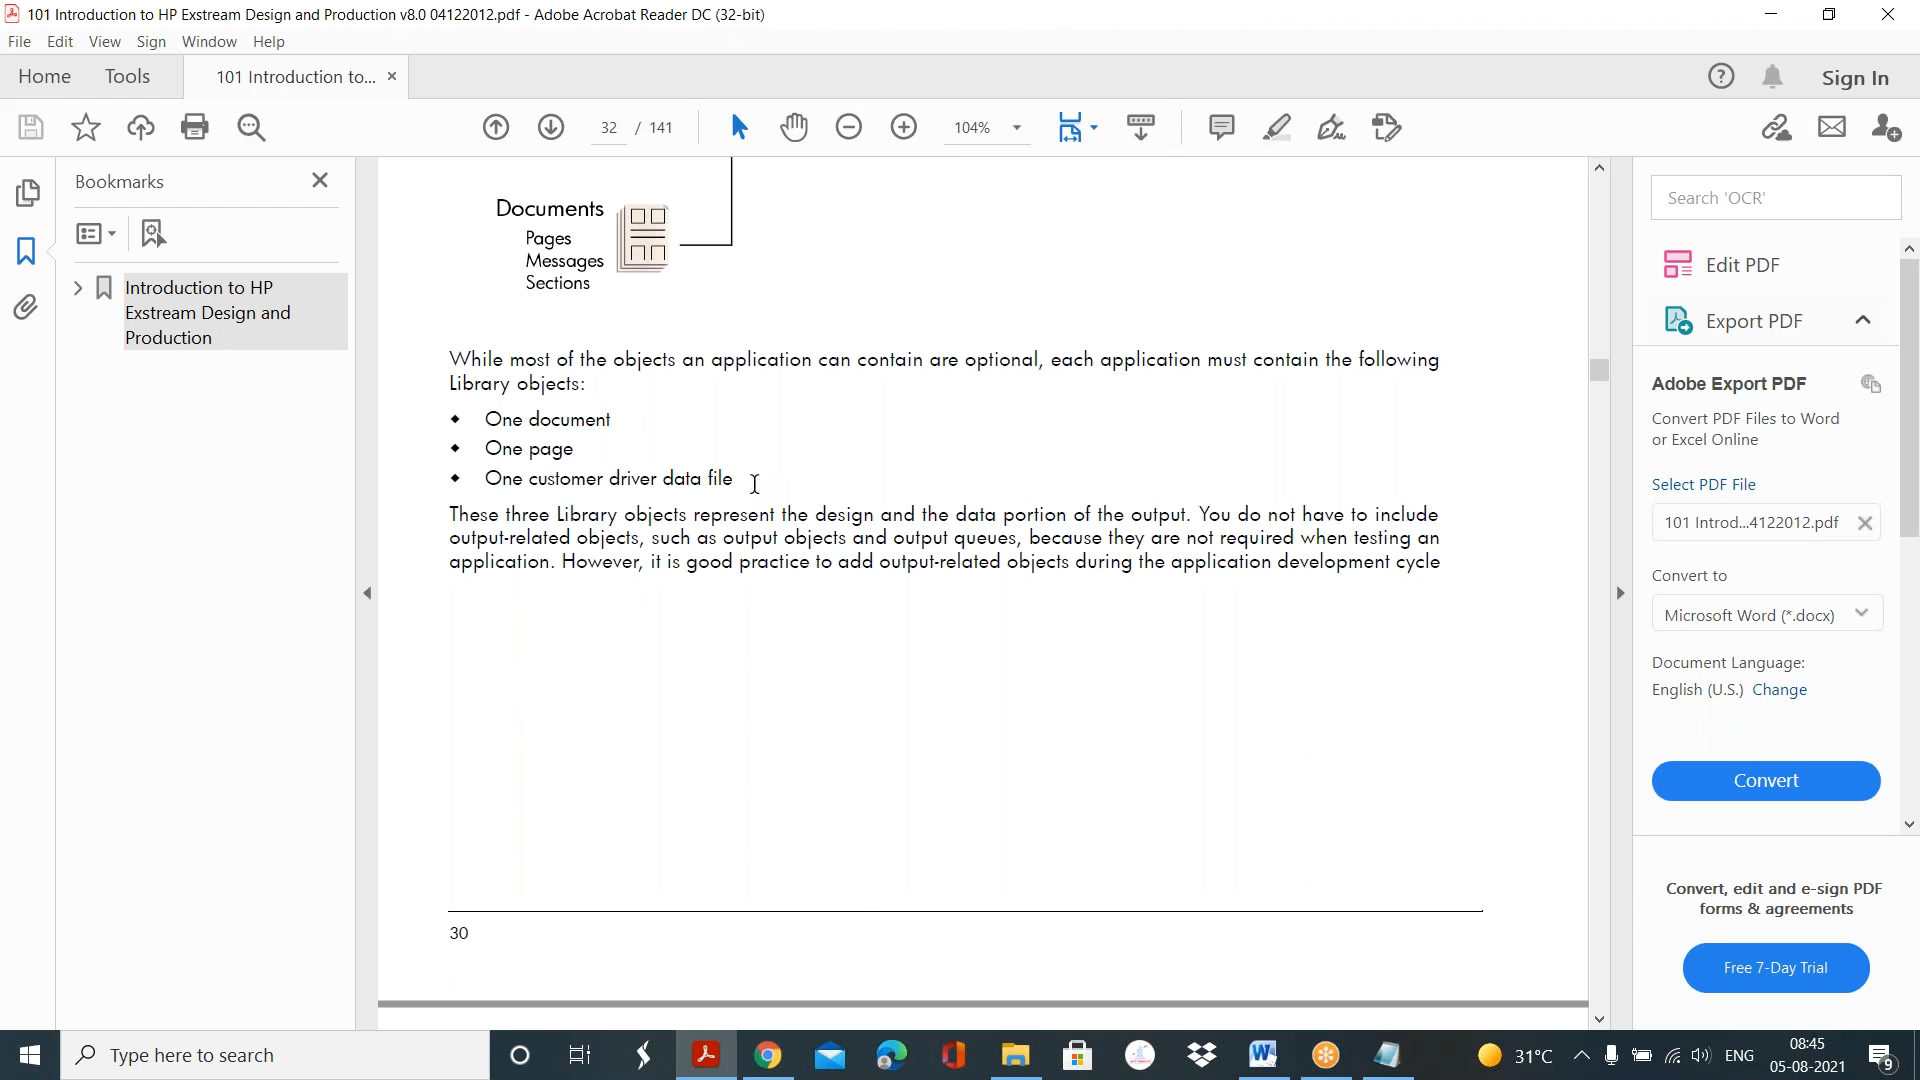 101 Introduction to HP Exstream Design and Production v8.0 04122012.pdf - Adobe Acrobat Reader DC (32-bit)
File Edit View Sign Window Help
Home Tools 101 Introduction to... ×
Sign In
32 / 141
104%
Bookmarks
Introduction to HP
Exstream Design and
Production
Documents
Pages
Messages
Sections
While most of the objects an application can contain are optional, each application must contain the following
Library objects:
One document
One page
One customer driver data file
These three Library objects represent the design and the data portion of the output. You do not have to include
output-related objects, such as output objects and output queues, because they are not required when testing an
application. However, it is good practice to add output-related objects during the application development cycle
30
Search 'OCR'
Edit PDF
Export PDF
Adobe Export PDF
Convert PDF Files to Word
or Excel Online
Select PDF File
101 Introd...4122012.pdf
Convert to
Microsoft Word (*.docx)
Document Language:
English (U.S.) Change
Convert
Convert, edit and e-sign PDF
forms & agreements
Free 7-Day Trial
Type here to search
31°C
ENG
08:45
05-08-2021
9